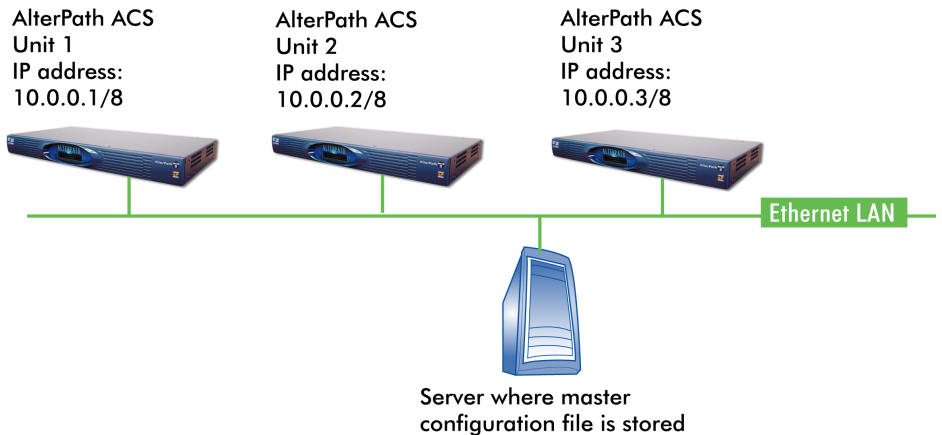 AlterPath ACS
Unit 1
IP address:
10.0.0.1/8
AlterPath ACS
Unit 2
IP address:
10.0.0.2/8
AlterPath ACS
Unit 3
IP address:
10.0.0.3/8
Ethernet LAN
Server where master
configuration file is stored